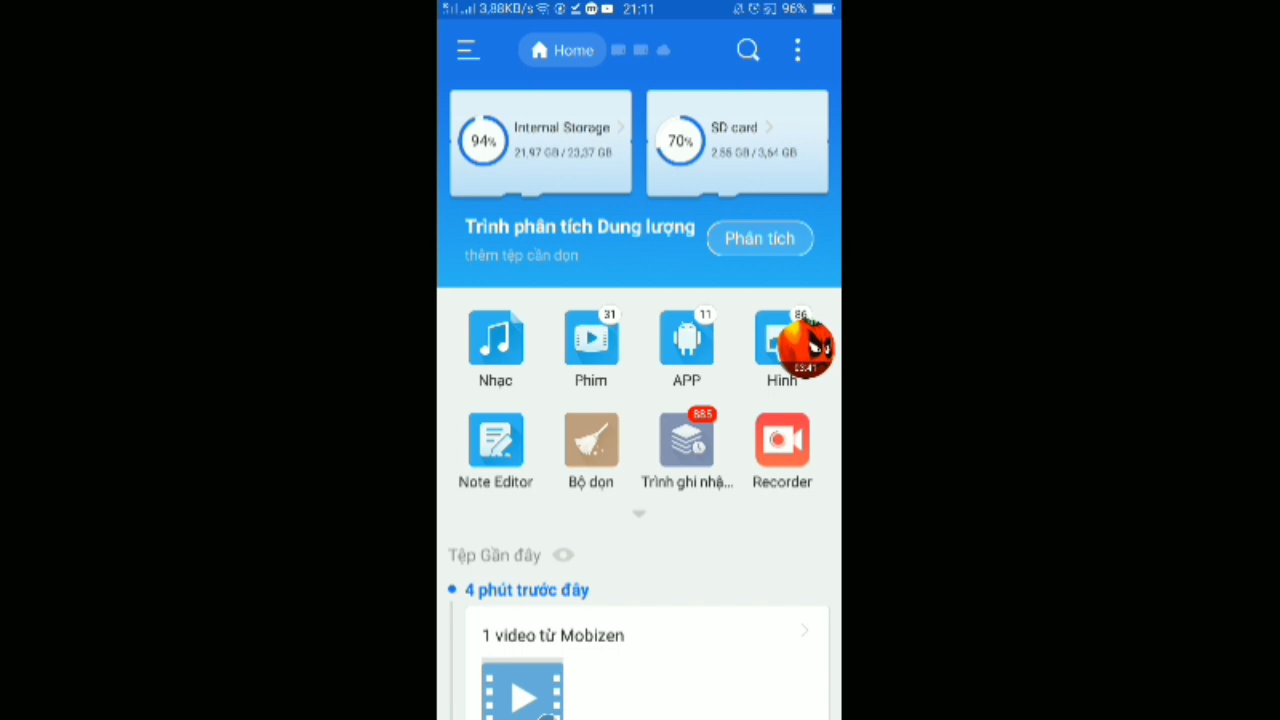 3,88KB/s 21:11 96%
Home
94% Internal Storage
21,97 GB / 23,37 GB
70% SD card
2,55 GB / 3,64 GB
Trình phân tích Dung lượng
thêm tệp cần dọn
Phân tích
31 11 86
03:41
Nhạc Phim APP Hình
885
Note Editor Bộ dọn Trình ghi nhậ... Recorder
Tệp Gần đây
4 phút trước đây
1 video từ Mobizen